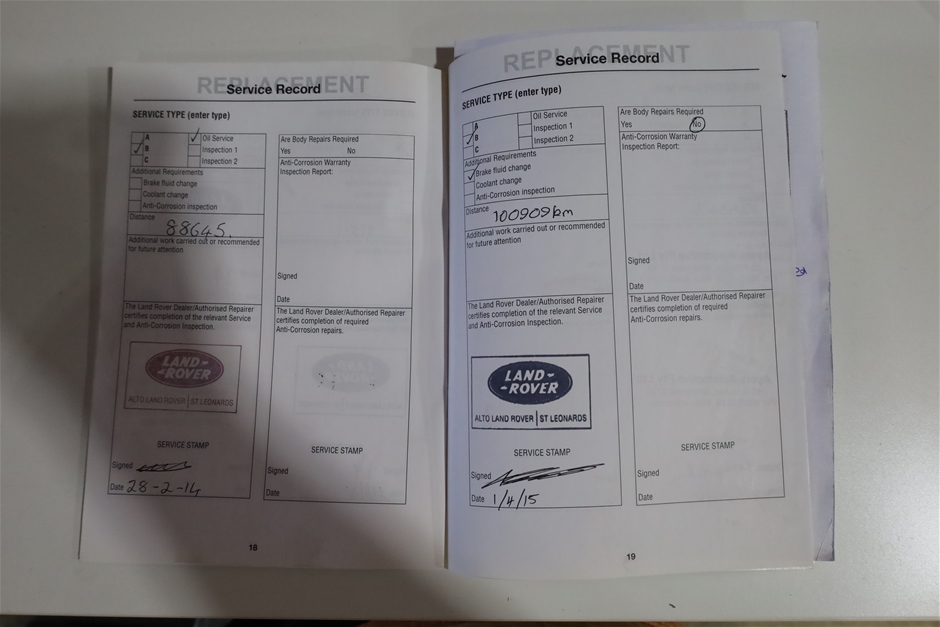 REPLACEMENT
Service Record
SERVICE TYPE (enter type)
A
B
C
Oil Service
Inspection 1
Inspection 2
Additional Requirements
Brake fluid change
Coolant change
Anti-Corrosion inspection
Distance
88645.
Additional work carried out or recommended
for future attention
The Land Rover Dealer/Authorised Repairer
certifies completion of the relevant Service
and Anti-Corrosion Inspection.
LAND-
-ROVER
ALTO LAND ROVER ST LEONARDS
SERVICE STAMP
Signed
Date 28-2-14
Are Body Repairs Required
Yes No
Anti-Corrosion Warranty
Inspection Report:
Signed
Date
The Land Rover Dealer/Authorised Repairer
certifies completion of required
Anti-Corrosion repairs.
SERVICE STAMP
Signed
Date
18
REPLACEMENT
Service Record
SERVICE TYPE (enter type)
A
B
C
Oil Service
Inspection 1
Inspection 2
Additional Requirements
Brake fluid change
Coolant change
Anti-Corrosion inspection
Distance
100909km
Additional work carried out or recommended
for future attention
The Land Rover Dealer/Authorised Repairer
certifies completion of the relevant Service
and Anti-Corrosion Inspection.
LAND-
-ROVER
ALTO LAND ROVER ST LEONARDS
SERVICE STAMP
Signed
Date 1/4/15
Are Body Repairs Required
Yes No
Anti-Corrosion Warranty
Inspection Report:
Signed
Date
The Land Rover Dealer/Authorised Repairer
certifies completion of required
Anti-Corrosion repairs.
SERVICE STAMP
Signed
Date
19